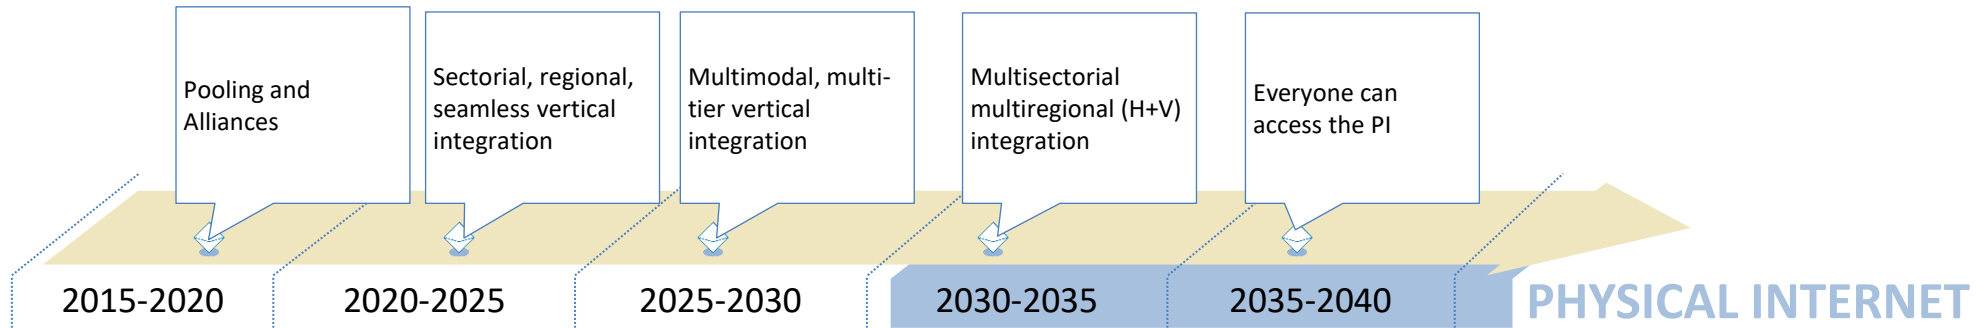 Pooling and
Alliances
Sectorial, regional,
seamless vertical
integration
Multimodal, multi-
tier vertical
integration
Multisectorial
multiregional (H+V)
integration
Everyone can
access the PI
2015-2020
2020-2025
2025-2030
2030-2035
2035-2040
PHYSICAL INTERNET